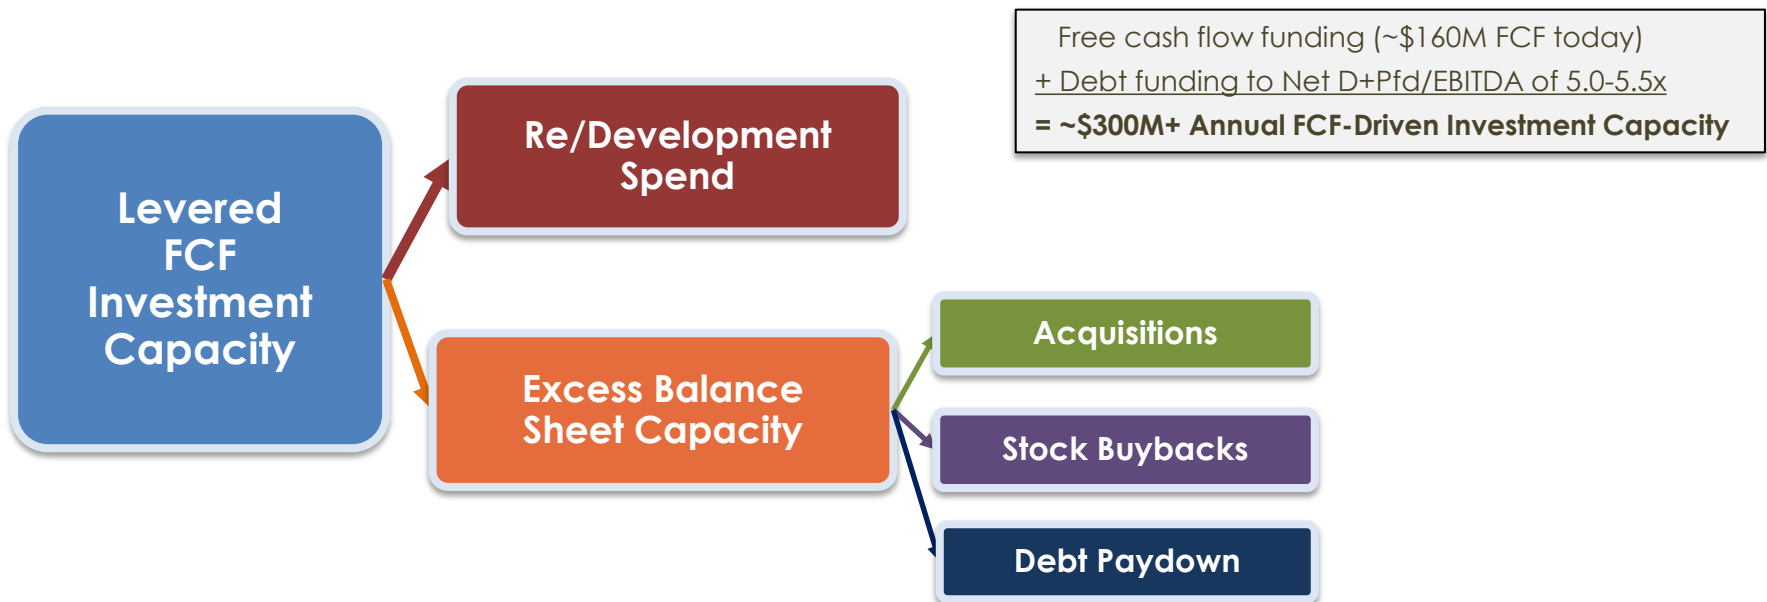 Free cash flow funding (~$160M FCF today)
+ Debt funding to Net D+Pfd/EBITDA of 5.0-5.5x
= ~$300M+ Annual FCF-Driven Investment Capacity
Levered
FCF
Investment
Capacity
Re/Development
Spend
Excess Balance
Sheet Capacity
Acquisitions
Stock Buybacks
Debt Paydown